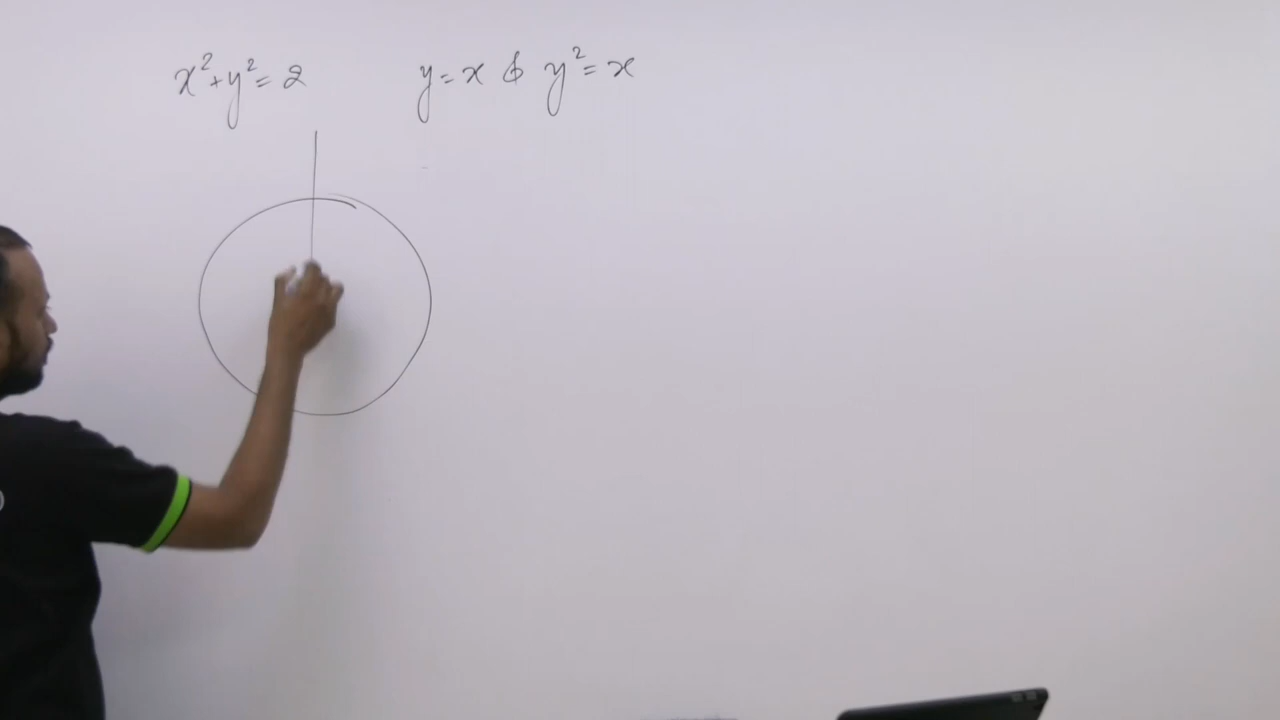 x² + y² = 2 y = x & y² = x